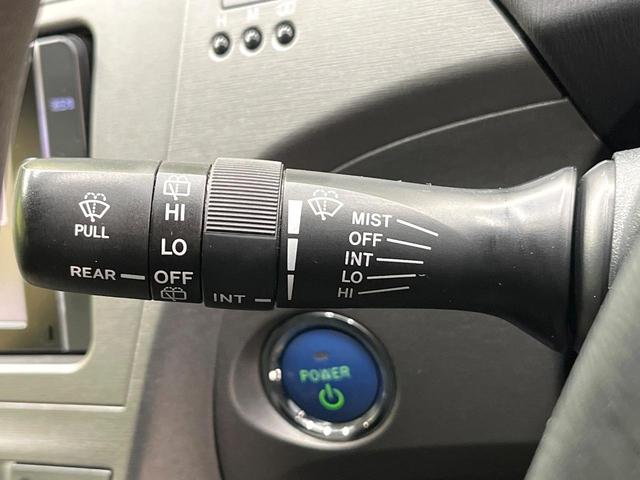 H M
PULL
REAR
HI
LO
OFF
INT
MIST
OFF
INT
LO
HI
POWER